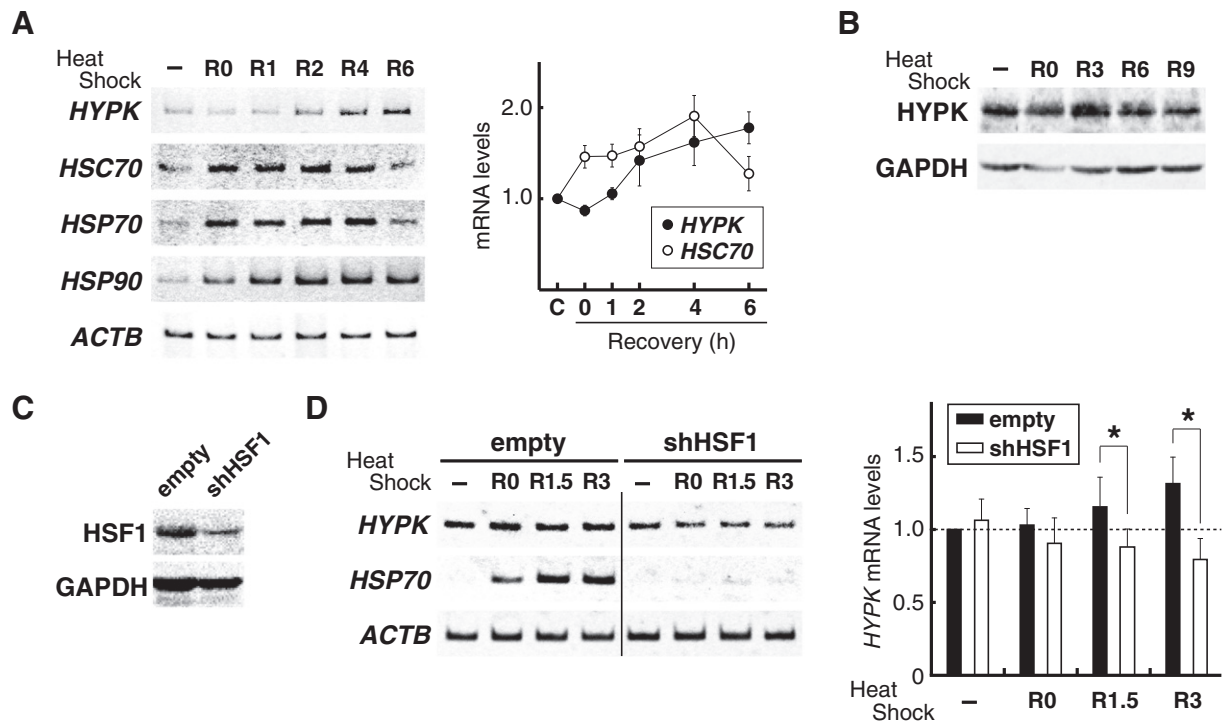 A
Heat
Shock
– R0 R1 R2 R4 R6
HYPK
HSC70
HSP70
HSP90
ACTB
mRNA levels
2.0
1.0
HYPK
HSC70
C 0 1 2 4 6
Recovery (h)
B
Heat
Shock
– R0 R3 R6 R9
HYPK
GAPDH
C
empty shHSF1
HSF1
GAPDH
D
empty shHSF1
Heat
Shock
– R0 R1.5 R3 – R0 R1.5 R3
HYPK
HSP70
ACTB
HYPK mRNA levels
empty
shHSF1
* *
1.5
1.0
0.5
0
Heat
Shock
– R0 R1.5 R3